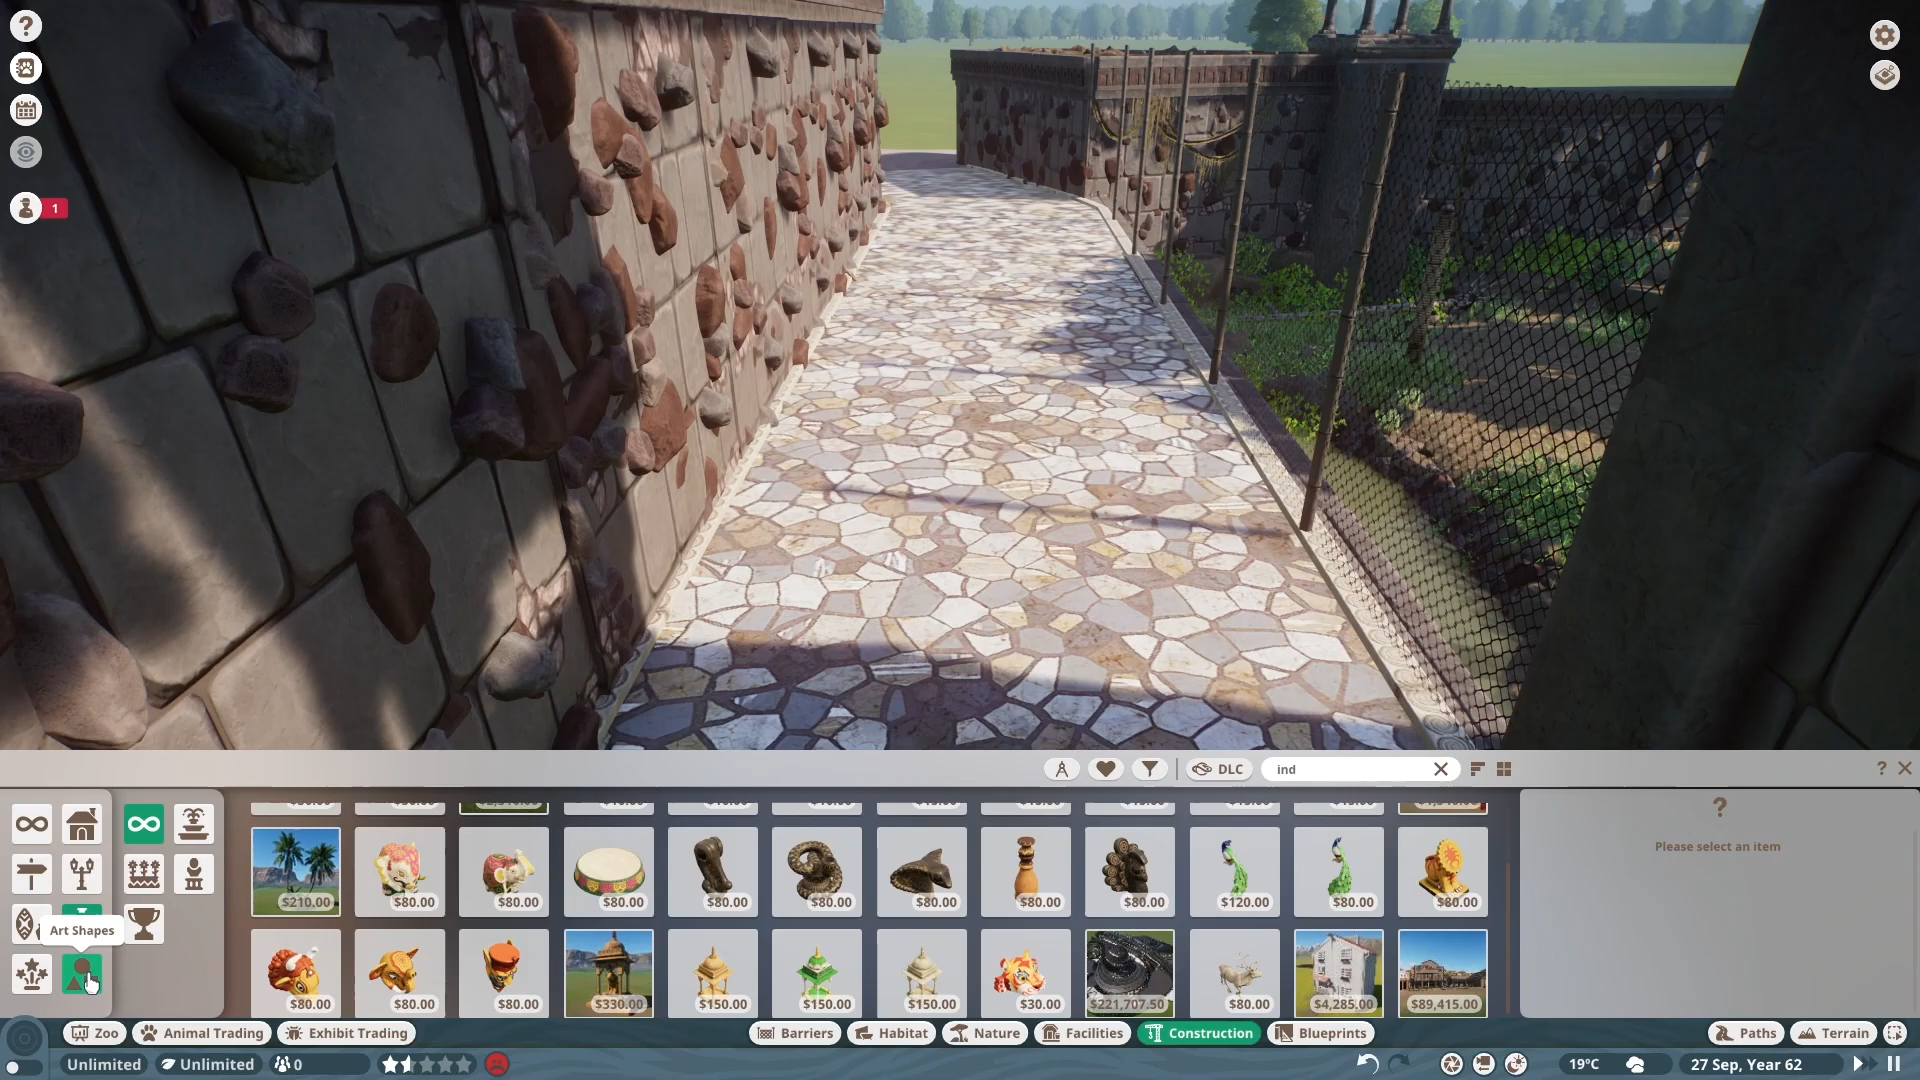 ?
1
DLC
ind
?
?
Please select an item
$210.00
$80.00
$80.00
$80.00
$80.00
$80.00
$80.00
$80.00
$80.00
$120.00
$80.00
$80.00
Art Shapes
$80.00
$80.00
$80.00
$330.00
$150.00
$150.00
$150.00
$30.00
$221,707.50
$80.00
$4,285.00
$89,415.00
Zoo
Animal Trading
Exhibit Trading
Barriers
Habitat
Nature
Facilities
Construction
Blueprints
Paths
Terrain
Unlimited
Unlimited
0
19°C
27 Sep, Year 62